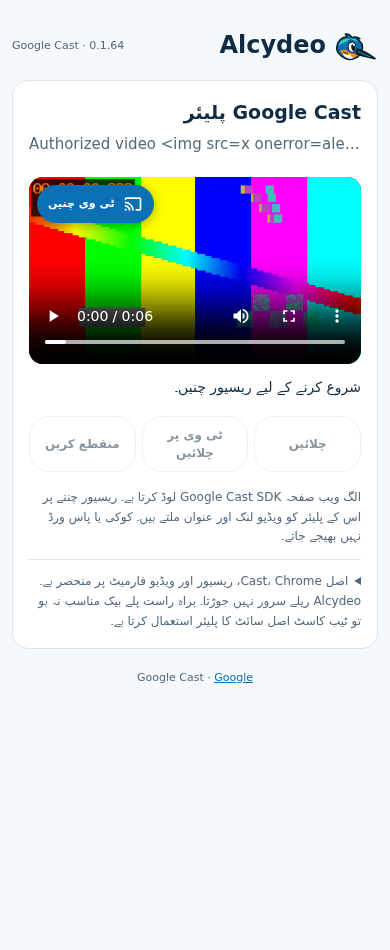 Alcydeo
Google Cast · 0.1.64
Google Cast پلیئر
Authorized video <img src=x onerror=ale...
ٹی وی چنیں
0:00 / 0:06
شروع کرنے کے لیے ریسیور چنیں۔
چلائیں
ٹی وی پر
چلائیں
منقطع کریں
الگ ویب صفحہ Google Cast SDK لوڈ کرتا ہے۔ ریسیور چننے پر
اس کے پلیئر کو ویڈیو لنک اور عنوان ملتے ہیں۔ کوکی یا پاس ورڈ
نہیں بھیجے جاتے۔
اصل Cast، Chrome، ریسیور اور ویڈیو فارمیٹ پر منحصر ہے۔
Alcydeo ریلے سرور نہیں جوڑتا۔ براہ راست پلے بیک مناسب نہ ہو
تو ٹیب کاسٹ اصل سائٹ کا پلیئر استعمال کرتا ہے۔
Google Cast · Google